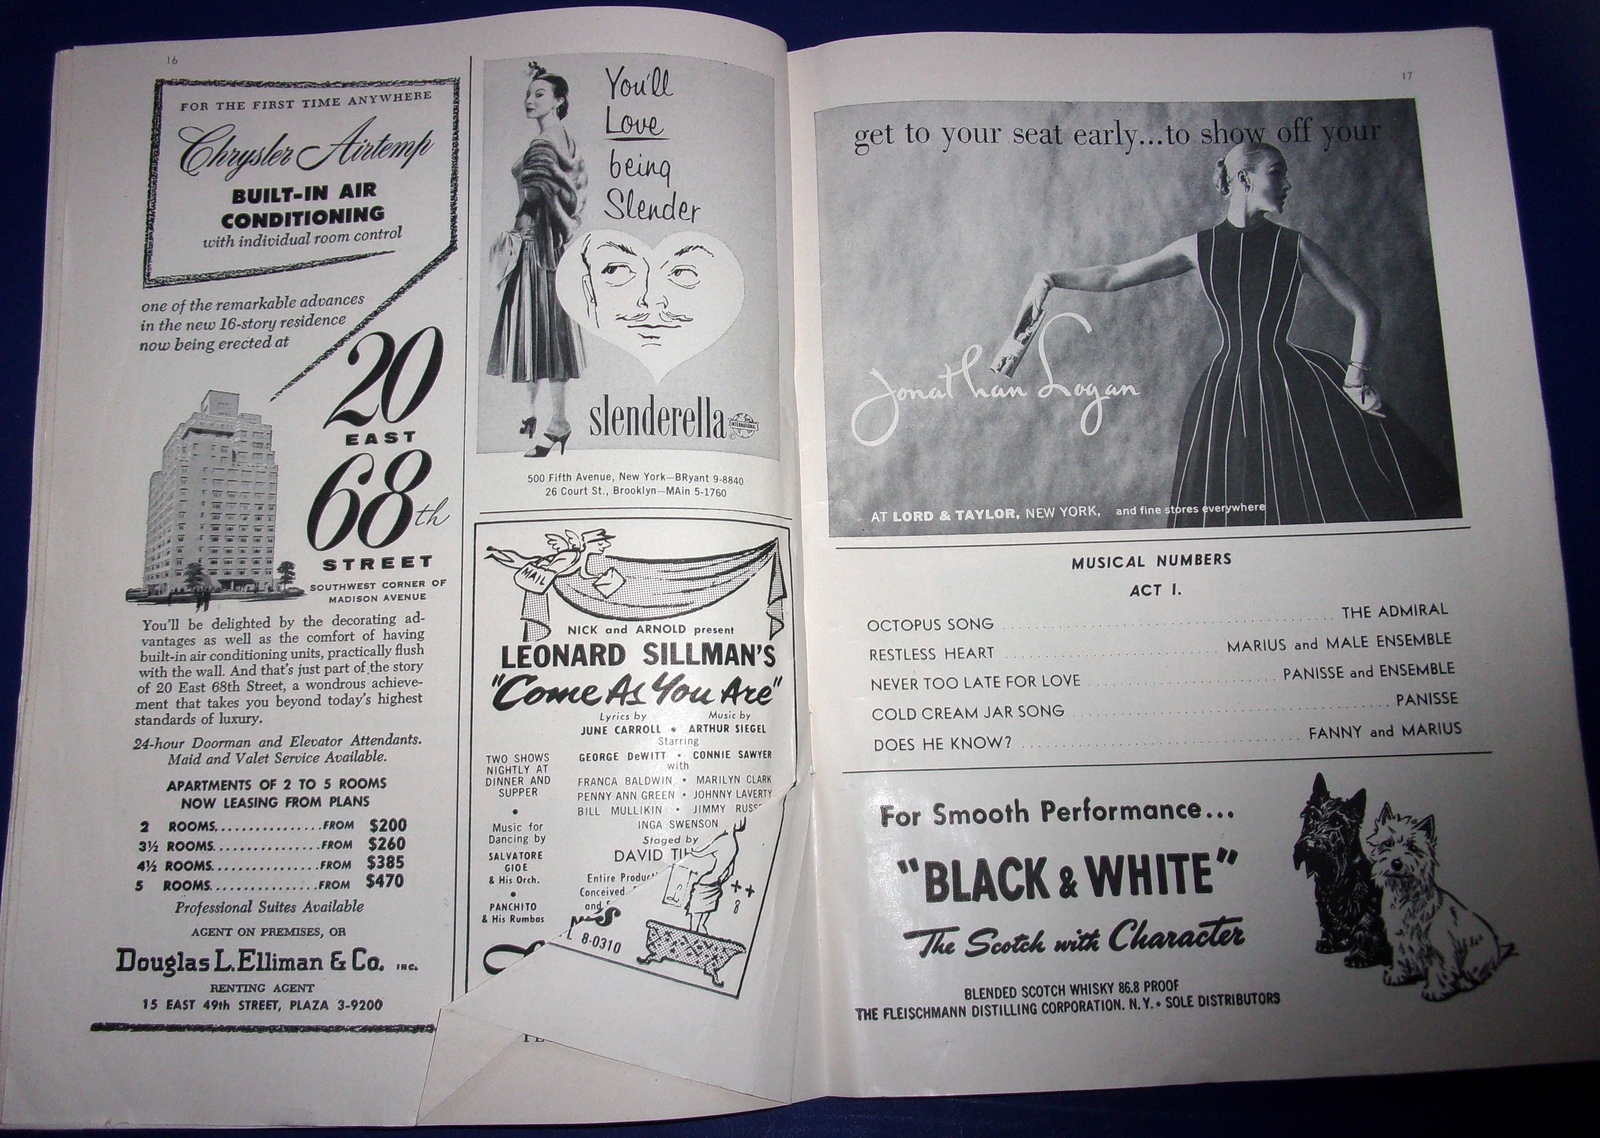 16
FOR THE FIRST TIME ANYWHERE
Chrysler Airtemp
BUILT-IN AIR
CONDITIONING
with individual room control
one of the remarkable advances
in the new 16-story residence
now being erected at
20
EAST
68th
STREET
SOUTHWEST CORNER OF
MADISON AVENUE
You'll be delighted by the decorating ad-
vantages as well as the comfort of having
built-in air conditioning units, practically flush
with the wall. And that's just part of the story
of 20 East 68th Street, a wondrous achieve-
ment that takes you beyond today's highest
standards of luxury.
24-hour Doorman and Elevator Attendants.
Maid and Valet Service Available.
APARTMENTS OF 2 TO 5 ROOMS
NOW LEASING FROM PLANS
2 ROOMS................FROM $200
3½ ROOMS................FROM $260
4½ ROOMS................FROM $385
5 ROOMS................FROM $470
Professional Suites Available
AGENT ON PREMISES, OR
Douglas L. Elliman & Co. INC.
RENTING AGENT
15 EAST 49th STREET, PLAZA 3-9200
You'll
Love
being
Slender
slenderella
INTERNATIONAL
500 Fifth Avenue, New York—BRyant 9-8840
26 Court St., Brooklyn—MAin 5-1760
MAIL
NICK and ARNOLD present
LEONARD SILLMAN'S
"Come As You Are"
Lyrics by Music by
JUNE CARROLL • ARTHUR SIEGEL
Starring
GEORGE DeWITT • CONNIE SAWYER
with
FRANCA BALDWIN • MARILYN CLARK
PENNY ANN GREEN • JOHNNY LAVERTY
BILL MULLIKIN • JIMMY RUSS
INGA SWENSON
Staged by
DAVID TI
Entire Product
Conceived
and
TWO SHOWS
NIGHTLY AT
DINNER AND
SUPPER
•
Music for
Dancing by
SALVATORE
GIOE
& His Orch.
•
PANCHITO
& His Rumbas
L 8-0310
17
get to your seat early...to show off your
Jonathan Logan
AT LORD & TAYLOR, NEW YORK, and fine stores everywhere
MUSICAL NUMBERS
ACT I.
OCTOPUS SONG ........ THE ADMIRAL
RESTLESS HEART ........ MARIUS and MALE ENSEMBLE
NEVER TOO LATE FOR LOVE ........ PANISSE and ENSEMBLE
COLD CREAM JAR SONG ........ PANISSE
DOES HE KNOW? ........ FANNY and MARIUS
For Smooth Performance...
"BLACK & WHITE"
The Scotch with Character
BLENDED SCOTCH WHISKY 86.8 PROOF
THE FLEISCHMANN DISTILLING CORPORATION. N.Y. • SOLE DISTRIBUTORS